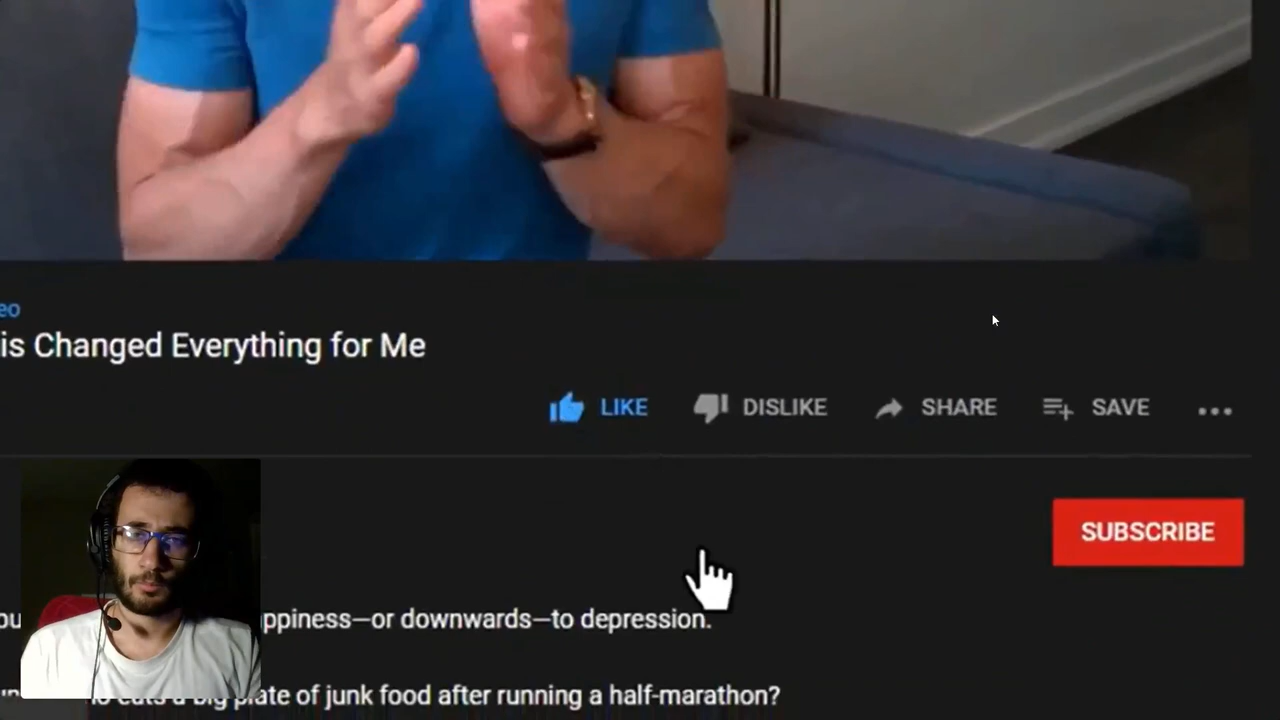 eo
is Changed Everything for Me
LIKE DISLIKE SHARE SAVE
SUBSCRIBE
ppiness—or downwards—to depression.
eats a big plate of junk food after running a half-marathon?